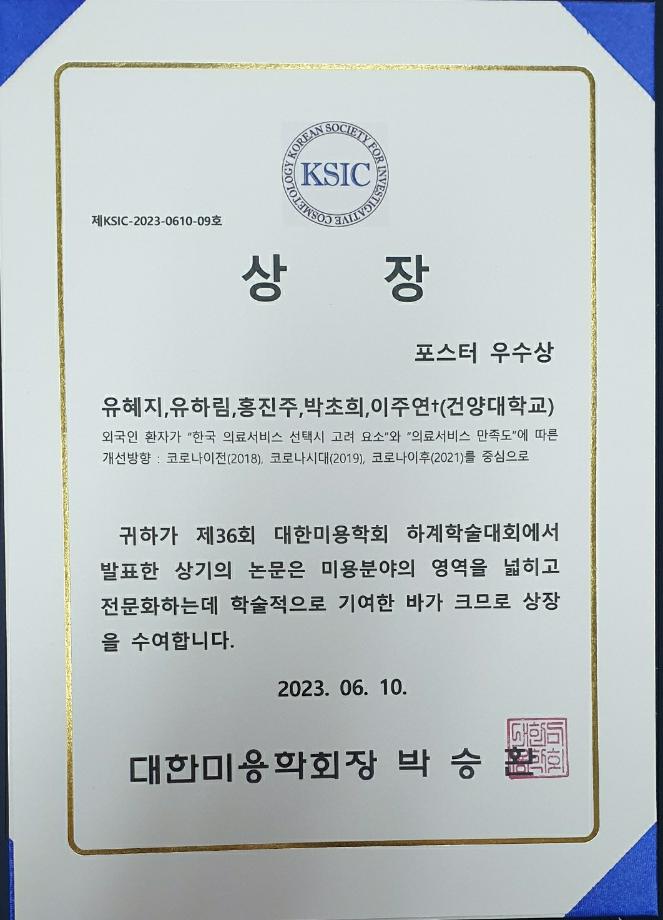 KOREAN SOCIETY FOR INVESTIGATIVE COSMETOLOGY
KSIC
제KSIC-2023-0610-09호
상 장
포스터 우수상
유혜지,유하림,홍진주,박초희,이주연†(건양대학교)
외국인 환자가 "한국 의료서비스 선택시 고려 요소"와 "의료서비스 만족도"에 따른
개선방향 : 코로나이전(2018), 코로나시대(2019), 코로나이후(2021)를 중심으로
귀하가 제36회 대한미용학회 하계학술대회에서
발표한 상기의 논문은 미용분야의 영역을 넓히고
전문화하는데 학술적으로 기여한 바가 크므로 상장
을 수여합니다.
2023. 06. 10.
대한미용학회장 박 승 환